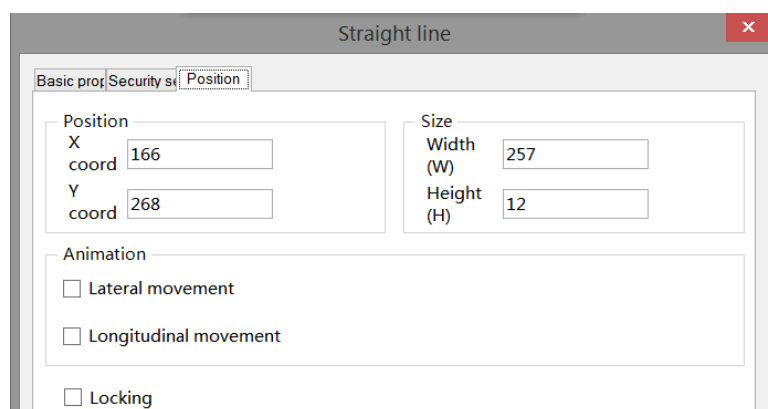 Straight line
Basic prop Security se Position
Position
X
coord 166
Y
coord 268
Size
Width
(W) 257
Height
(H) 12
Animation
Lateral movement
Longitudinal movement
Locking